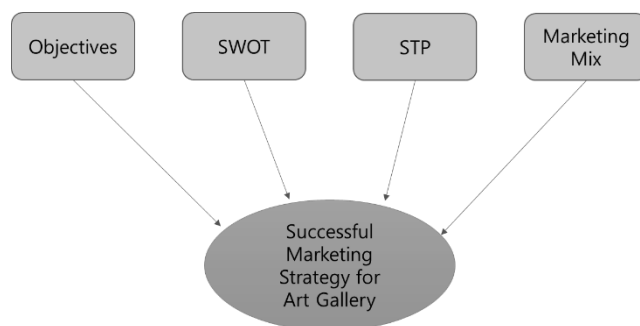 Objectives
SWOT
STP
Marketing
Mix
Successful
Marketing
Strategy for
Art Gallery